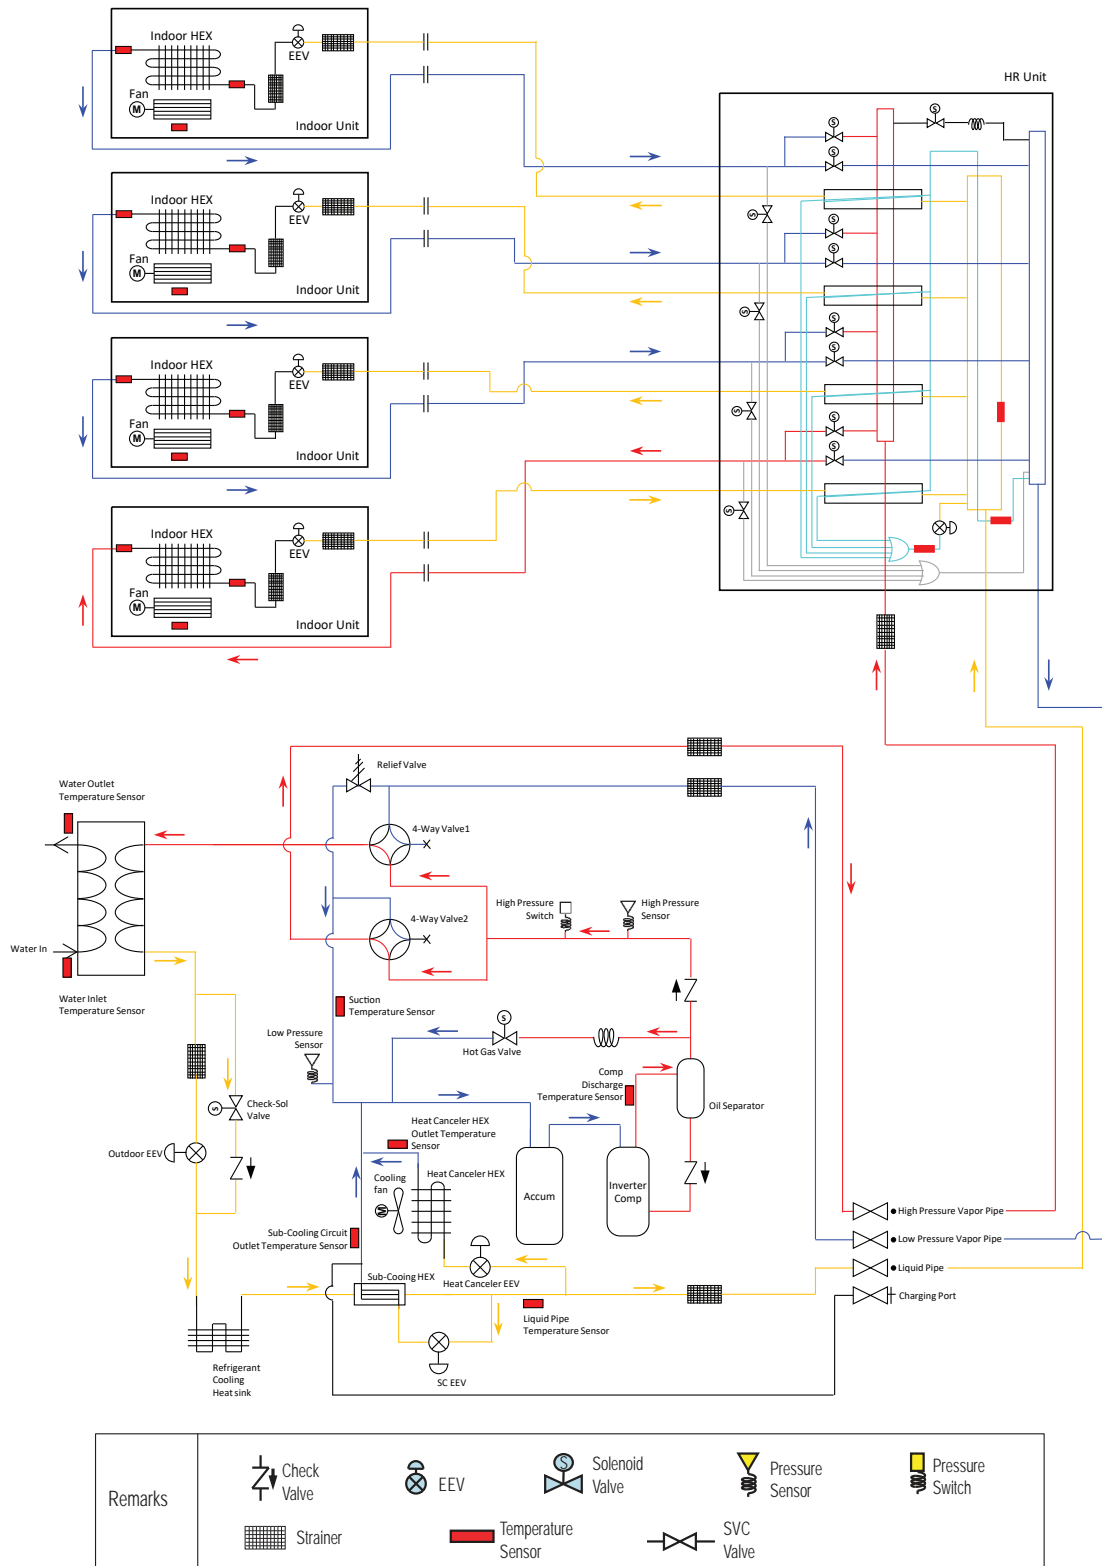 Indoor HEX
EEV
Fan
M
Indoor Unit
HR Unit
S
S
S
S
Indoor HEX
EEV
Fan
M
Indoor Unit
S
S
S
S
Indoor HEX
EEV
Fan
M
Indoor Unit
S
S
S
S
S
Indoor HEX
EEV
Fan
M
Indoor Unit
Relief Valve
Water Outlet
Temperature Sensor
4-Way Valve1
High Pressure
Switch
High Pressure
Sensor
4-Way Valve2
Water In
Water Inlet
Temperature Sensor
Suction
Temperature Sensor
Low Pressure
Sensor
S
Hot Gas Valve
Comp
Discharge
Temperature Sensor
Oil Separator
S
Check-Sol
Valve
Outdoor EEV
Heat Canceler HEX
Outlet Temperature
Sensor
Cooling
fan
M
Heat Canceler HEX
Accum
Inverter
Comp
Sub-Cooling Circuit
Outlet Temperature Sensor
High Pressure Vapor Pipe
Low Pressure Vapor Pipe
Liquid Pipe
Charging Port
Sub-Cooing HEX
Heat Canceler EEV
Liquid Pipe
Temperature Sensor
SC EEV
Refrigerant
Cooling
Heat sink
Remarks
Check
Valve
EEV
S
Solenoid
Valve
Pressure
Sensor
Pressure
Switch
Strainer
Temperature
Sensor
SVC
Valve